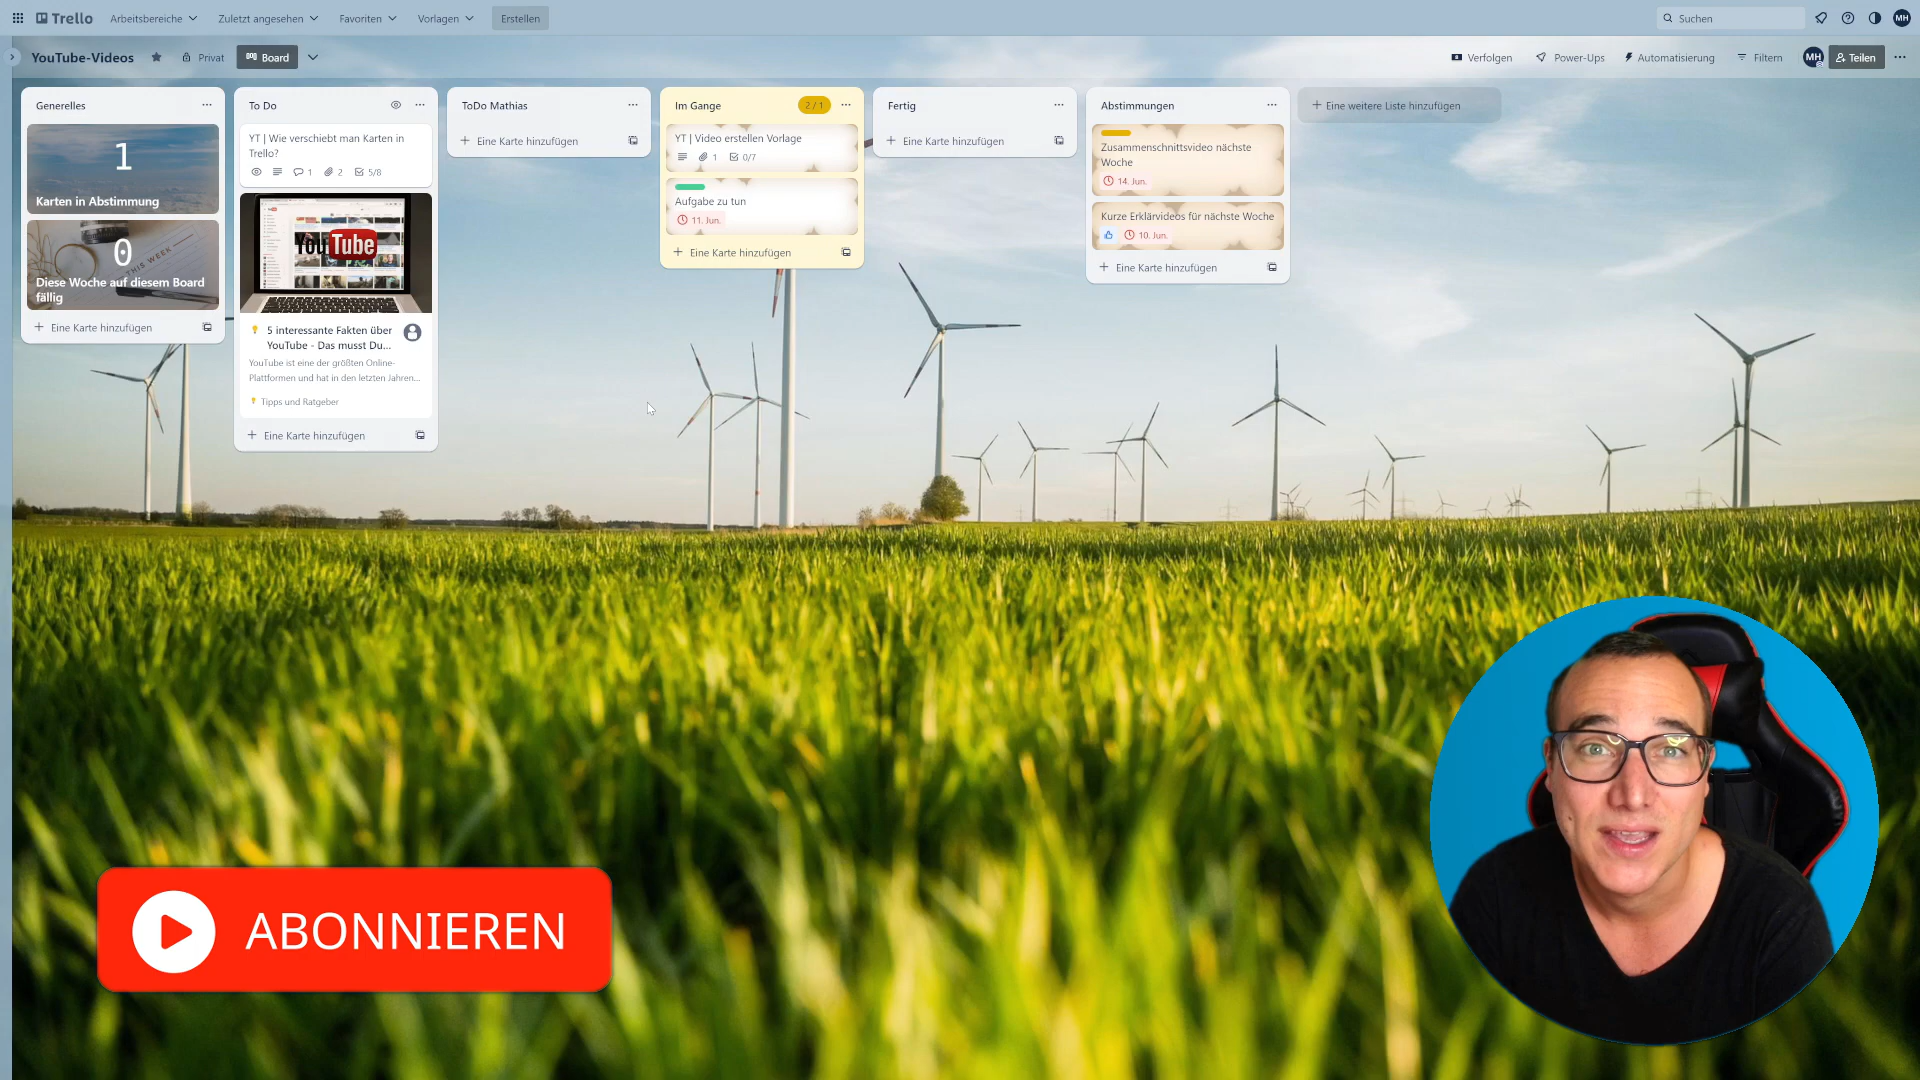 Trello
Arbeitsbereiche
Zuletzt angesehen
Favoriten
Vorlagen
Erstellen
Suchen
MH
YouTube-Videos
Privat
Board
Verfolgen
Power-Ups
Automatisierung
Filtern
MH
Teilen
Generelles
1
Karten in Abstimmung
0
THIS WEEK
Diese Woche auf diesem Board
fällig
Eine Karte hinzufügen
To Do
YT | Wie verschiebt man Karten in
Trello?
1
2
5/8
YouTube
5 interessante Fakten über
YouTube - Das musst Du...
YouTube ist eine der größten Online-
Plattformen und hat in den letzten Jahren...
Tipps und Ratgeber
Eine Karte hinzufügen
ToDo Mathias
Eine Karte hinzufügen
Im Gange
2 / 1
YT | Video erstellen Vorlage
1
0/7
Aufgabe zu tun
11. Jun.
Eine Karte hinzufügen
Fertig
Eine Karte hinzufügen
Abstimmungen
Zusammenschnittsvideo nächste
Woche
14. Jun.
Kurze Erklärvideos für nächste Woche
10. Jun.
Eine Karte hinzufügen
Eine weitere Liste hinzufügen
ABONNIEREN